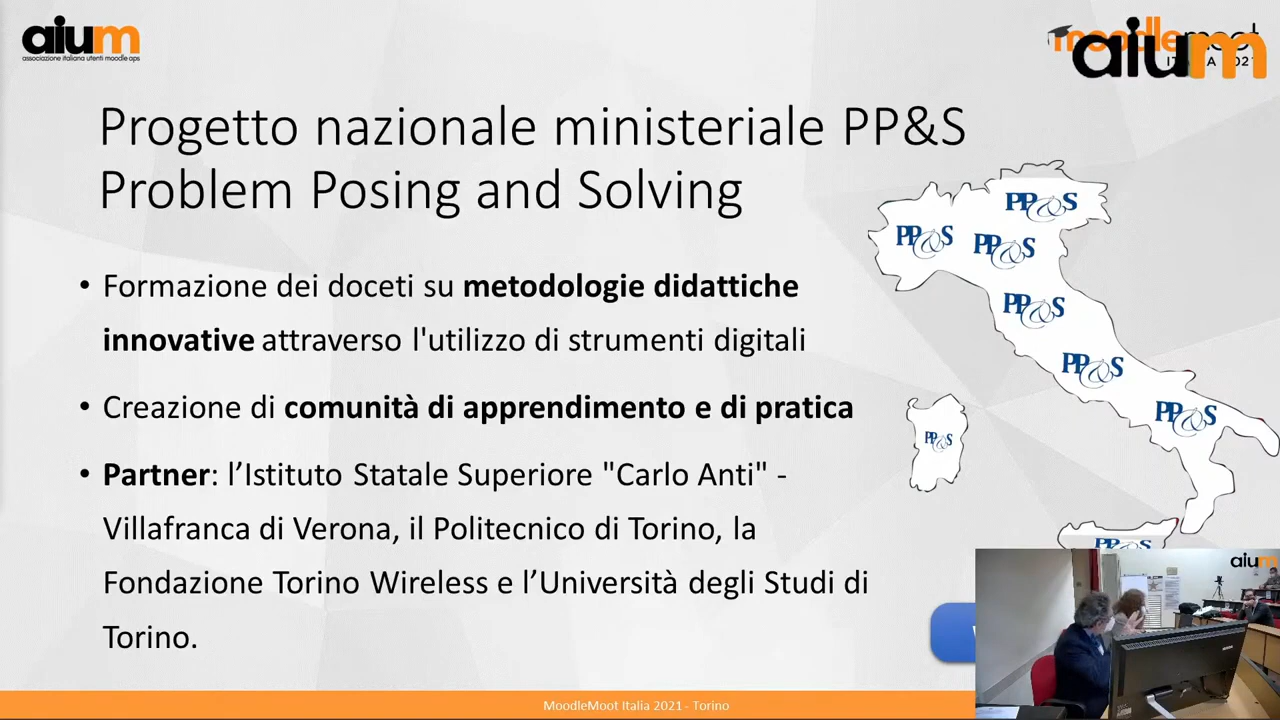 aium
associazione italiana utenti moodle aps
aium
Progetto nazionale ministeriale PP&S
Problem Posing and Solving
• Formazione dei doceti su metodologie didattiche
innovative attraverso l'utilizzo di strumenti digitali
• Creazione di comunità di apprendimento e di pratica
• Partner: l’Istituto Statale Superiore "Carlo Anti" -
Villafranca di Verona, il Politecnico di Torino, la
Fondazione Torino Wireless e l’Università degli Studi di
Torino.
PP&S
PP&S
PP&S
PP&S
PP&S
PP&S
PP&S
PP&S
aium
MoodleMoot Italia 2021 - Torino